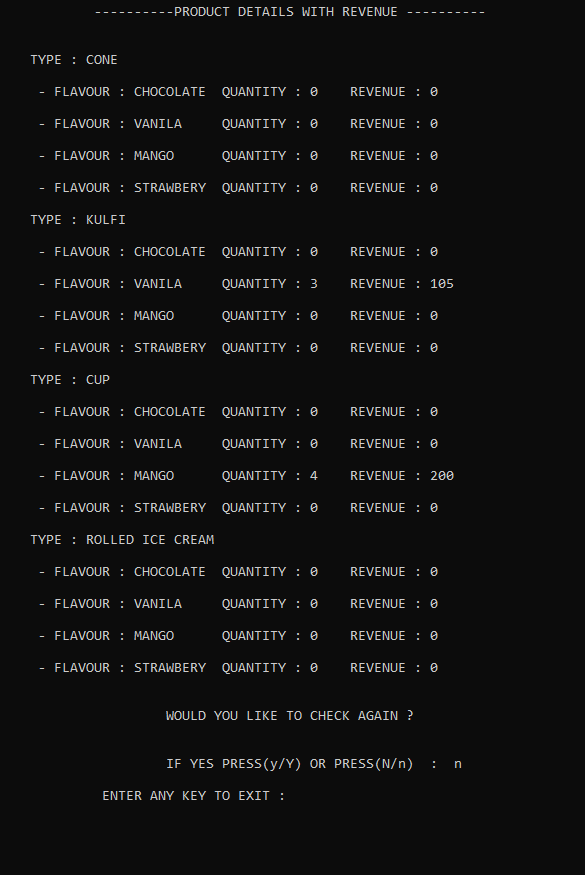 ----------PRODUCT DETAILS WITH REVENUE ----------
TYPE : CONE
- FLAVOUR : CHOCOLATE  QUANTITY : 0    REVENUE : 0
- FLAVOUR : VANILA     QUANTITY : 0    REVENUE : 0
- FLAVOUR : MANGO      QUANTITY : 0    REVENUE : 0
- FLAVOUR : STRAWBERY  QUANTITY : 0    REVENUE : 0
TYPE : KULFI
- FLAVOUR : CHOCOLATE  QUANTITY : 0    REVENUE : 0
- FLAVOUR : VANILA     QUANTITY : 3    REVENUE : 105
- FLAVOUR : MANGO      QUANTITY : 0    REVENUE : 0
- FLAVOUR : STRAWBERY  QUANTITY : 0    REVENUE : 0
TYPE : CUP
- FLAVOUR : CHOCOLATE  QUANTITY : 0    REVENUE : 0
- FLAVOUR : VANILA     QUANTITY : 0    REVENUE : 0
- FLAVOUR : MANGO      QUANTITY : 4    REVENUE : 200
- FLAVOUR : STRAWBERY  QUANTITY : 0    REVENUE : 0
TYPE : ROLLED ICE CREAM
- FLAVOUR : CHOCOLATE  QUANTITY : 0    REVENUE : 0
- FLAVOUR : VANILA     QUANTITY : 0    REVENUE : 0
- FLAVOUR : MANGO      QUANTITY : 0    REVENUE : 0
- FLAVOUR : STRAWBERY  QUANTITY : 0    REVENUE : 0
WOULD YOU LIKE TO CHECK AGAIN ?
IF YES PRESS(y/Y) OR PRESS(N/n)  :  n
ENTER ANY KEY TO EXIT :